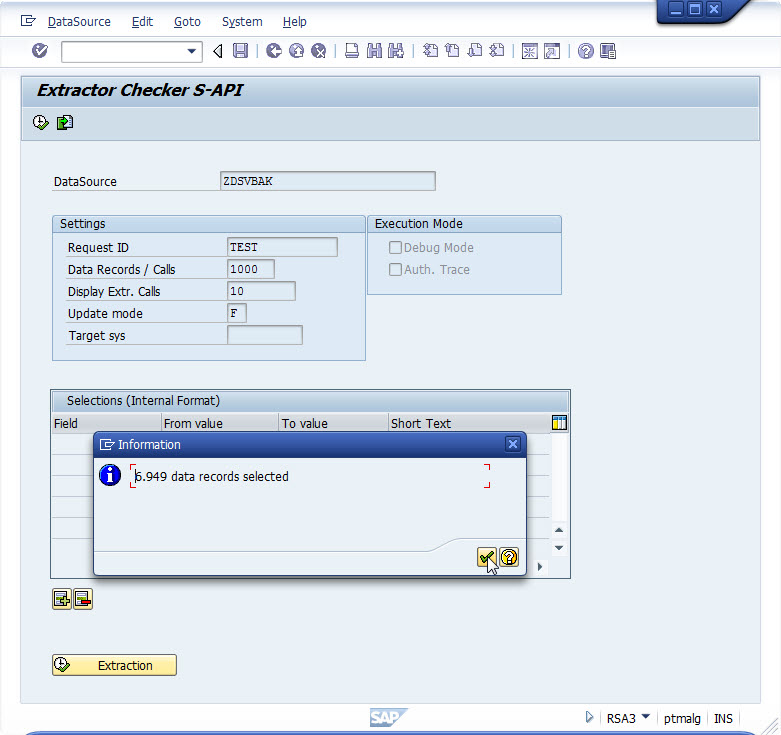 DataSource Edit Goto System Help
Extractor Checker S-API
DataSource ZDSVBAK
Settings
Request ID TEST
Data Records / Calls 1000
Display Extr. Calls 10
Update mode F
Target sys
Execution Mode
Debug Mode
Auth. Trace
Selections (Internal Format)
Field From value To value Short Text
Information
6.949 data records selected
Extraction
SAP RSA3 ptmalg INS